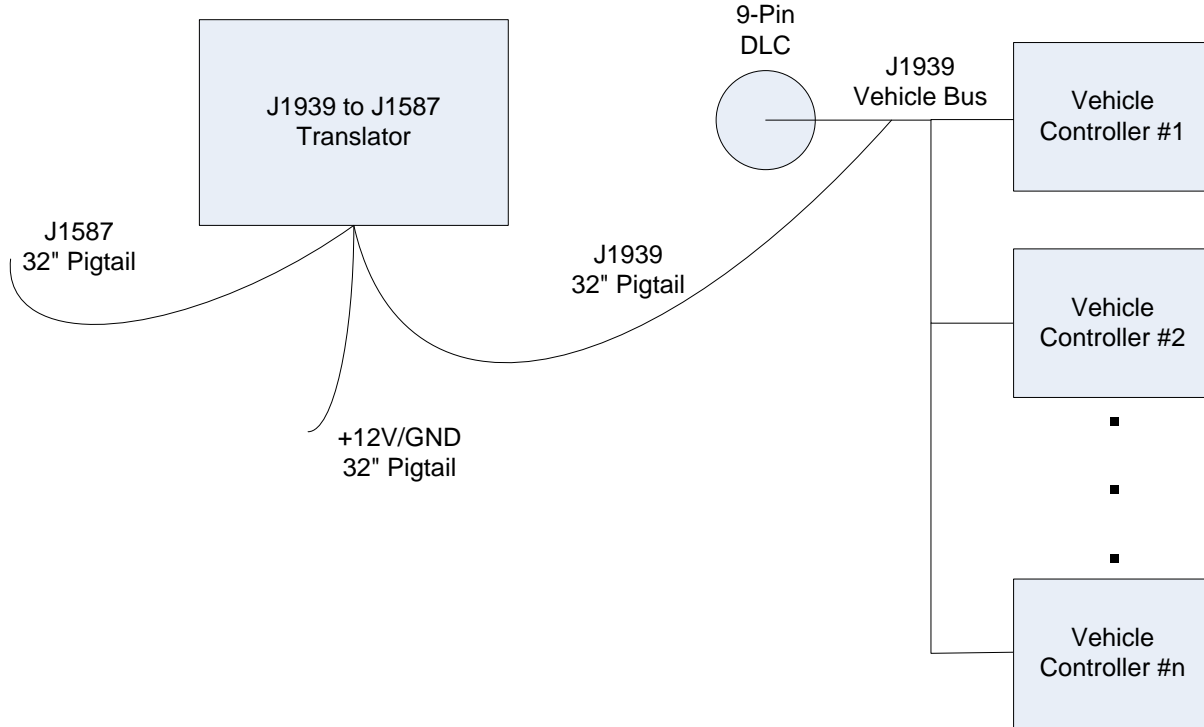 9-Pin
DLC
J1939 to J1587
Translator
J1939
Vehicle Bus
Vehicle
Controller #1
J1587
32" Pigtail
J1939
32" Pigtail
Vehicle
Controller #2
+12V/GND
32" Pigtail
Vehicle
Controller #n